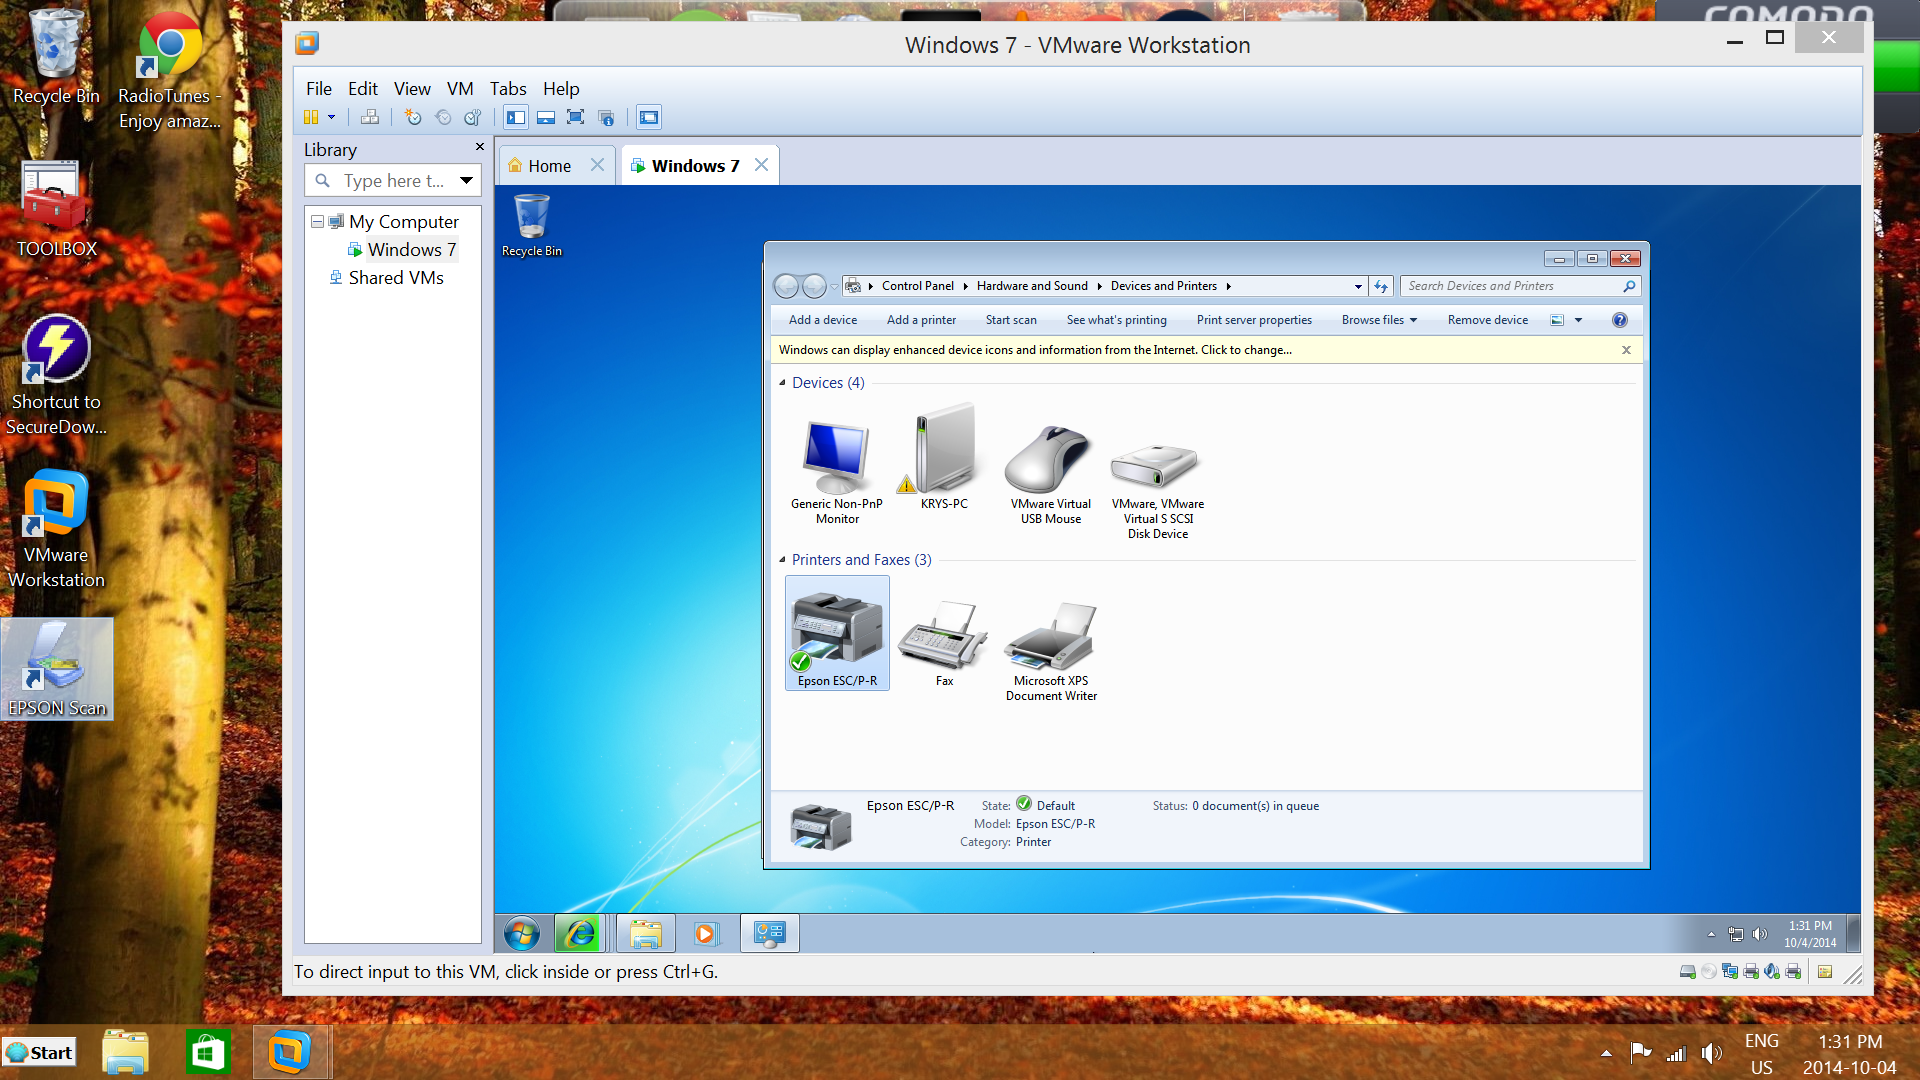 COMODO
Recycle Bin
RadioTunes -
Enjoy amaz...
TOOLBOX
Shortcut to
SecureDow...
VMware
Workstation
EPSON Scan
Windows 7 - VMware Workstation
File Edit View VM Tabs Help
Library
Type here t...
My Computer
Windows 7
Shared VMs
Home
Windows 7
Recycle Bin
Control Panel Hardware and Sound Devices and Printers
Search Devices and Printers
Add a device Add a printer Start scan See what's printing Print server properties Browse files Remove device
Windows can display enhanced device icons and information from the Internet. Click to change...
Devices (4)
Generic Non-PnP
Monitor
KRYS-PC
VMware Virtual
USB Mouse
VMware, VMware
Virtual S SCSI
Disk Device
Printers and Faxes (3)
Epson ESC/P-R
Fax
Microsoft XPS
Document Writer
Epson ESC/P-R
State: Default
Model: Epson ESC/P-R
Category: Printer
Status: 0 document(s) in queue
1:31 PM
10/4/2014
To direct input to this VM, click inside or press Ctrl+G.
Start
ENG
US
1:31 PM
2014-10-04